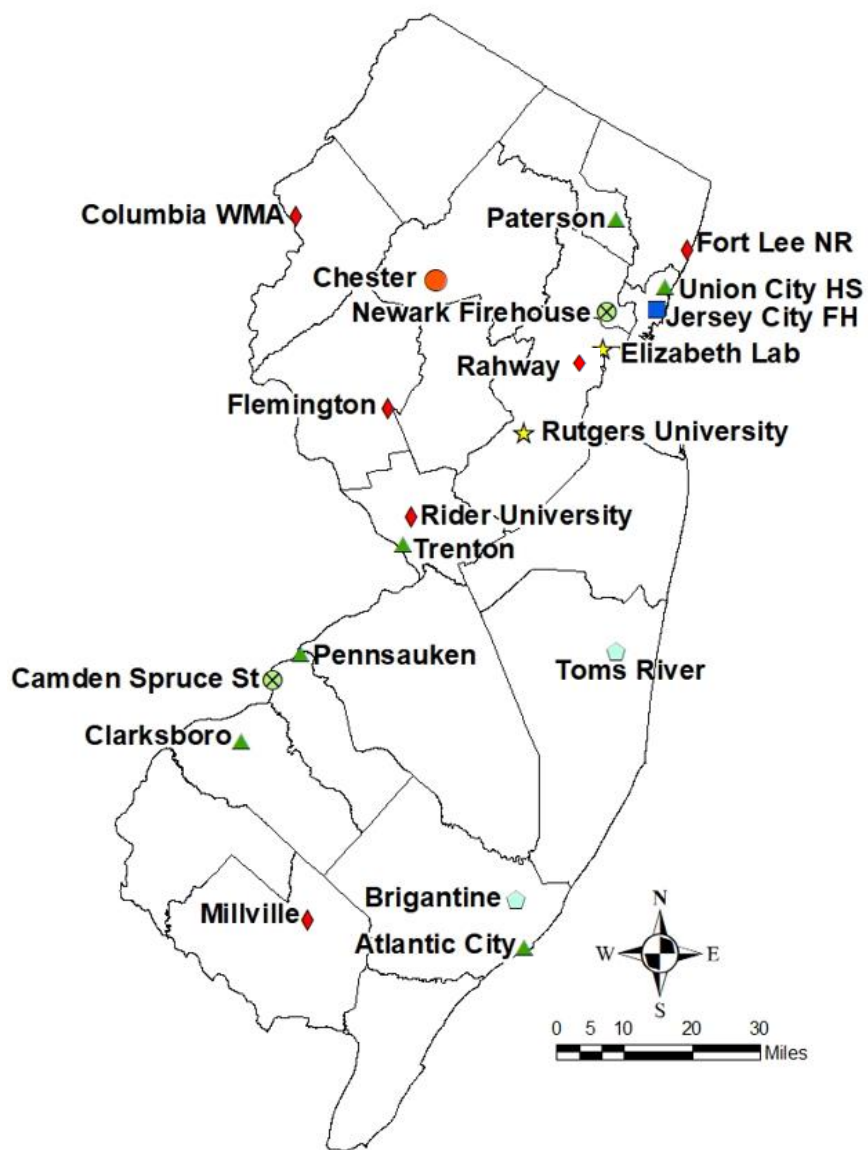 Columbia WMA
Paterson
Fort Lee NR
Chester
Union City HS
Newark Firehouse
Jersey City FH
Elizabeth Lab
Rahway
Flemington
Rutgers University
Rider University
Trenton
Pennsauken
Toms River
Camden Spruce St
Clarksboro
Brigantine
Millville
Atlantic City
N
W E
S
0 5 10 20 30
Miles